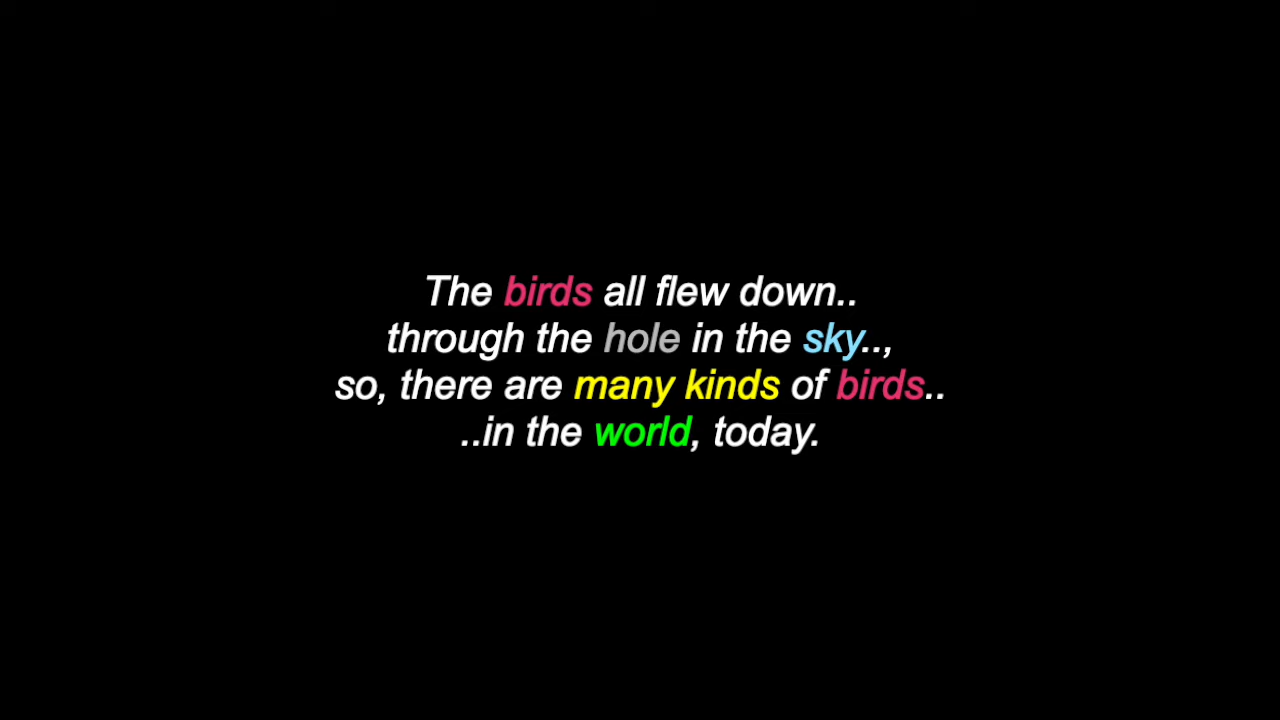 The birds all flew down..
through the hole in the sky..,
so, there are many kinds of birds..
..in the world, today.